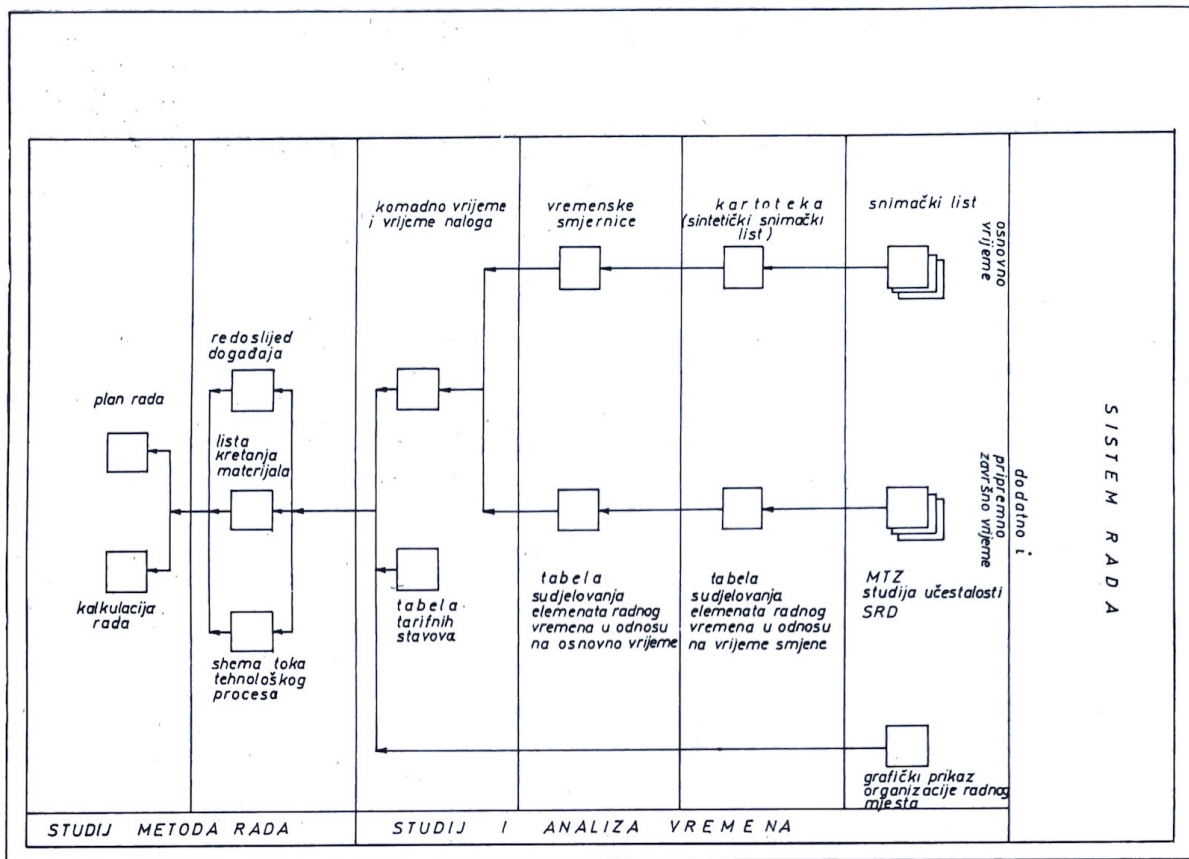 komadno vrijeme
i vrijeme naloga
vremenske
smjernice
kartoteka
(sintetički snimački
list)
snimački list
osnovno
vrijeme
redoslijed
događaja
plan rada
lista
kretanja
materijala
kalkulacija
rada
shema toka
tehnološkog
procesa
tabela
tarifnih
stavova
tabela
sudjelovanja
elemenata radnog
vremena u odnosu
na osnovno vrijeme
tabela
sudjelovanja
elemenata radnog
vremena u odnosu
na vrijeme smjene
MTZ
studija učestalosti
SRD
dodatno i
pripremno
završno vrijeme
grafički prikaz
organizacije radnog
mjesta
SISTEM RADA
STUDIJ METODA RADA
STUDIJ I ANALIZA VREMENA